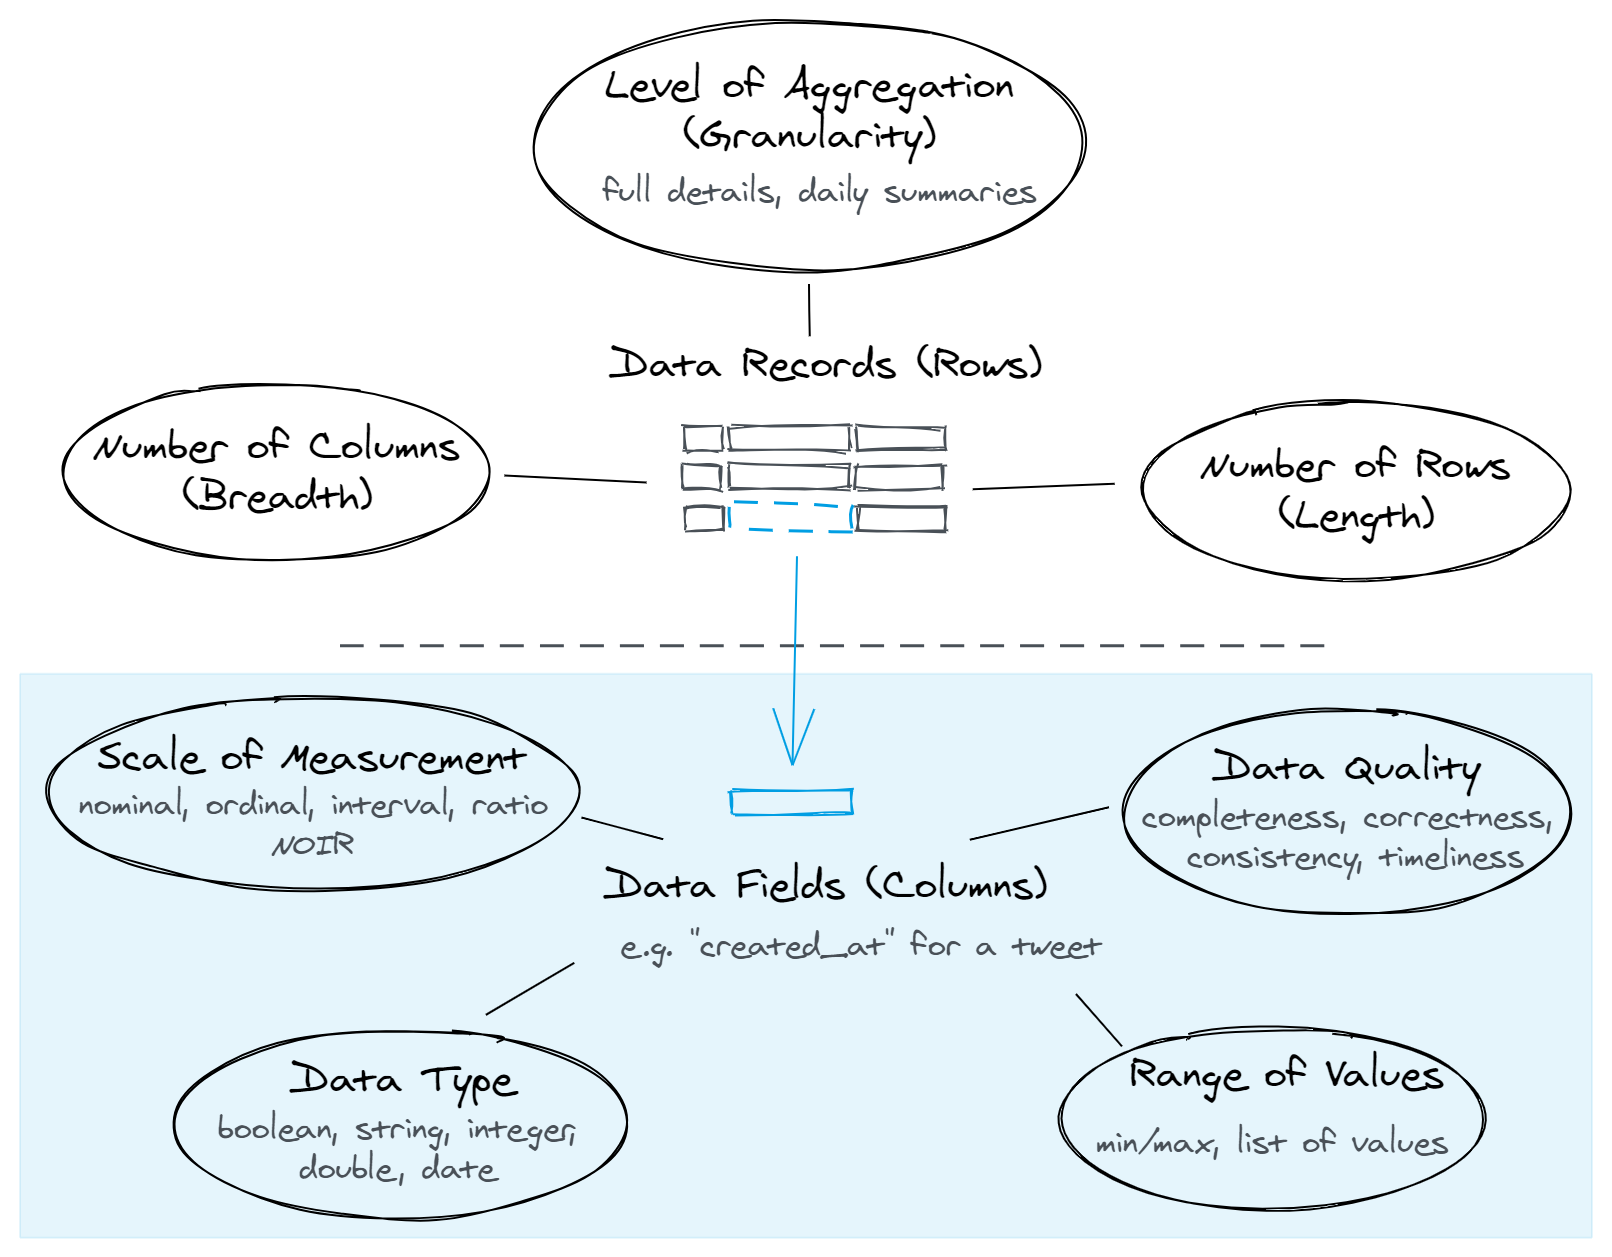 Level of Aggregation
(Granularity)
full details, daily summaries
Data Records (Rows)
Number of Columns
(Breadth)
Number of Rows
(Length)
Scale of Measurement
nominal, ordinal, interval, ratio
NOIR
Data Quality
completeness, correctness,
consistency, timeliness
Data Fields (Columns)
e.g. "created_at" for a tweet
Data Type
boolean, string, integer,
double, date
Range of Values
min/max, list of values